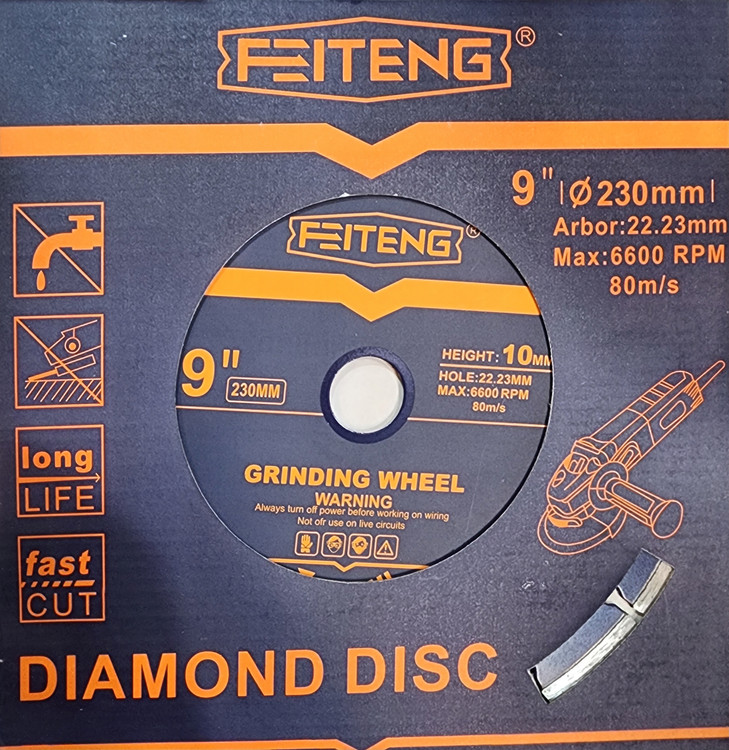 FEITENG®
9" |Ø230mm|
Arbor:22.23mm
Max:6600 RPM
80m/s
FEITENG®
9"
230MM
HEIGHT: 10MM
HOLE:22.23MM
MAX:6600RPM
80m/s
GRINDING WHEEL
WARNING
Always turn off power before working on wiring
Not ofr use on live circuits
long
LIFE
fast
CUT
DIAMOND DISC